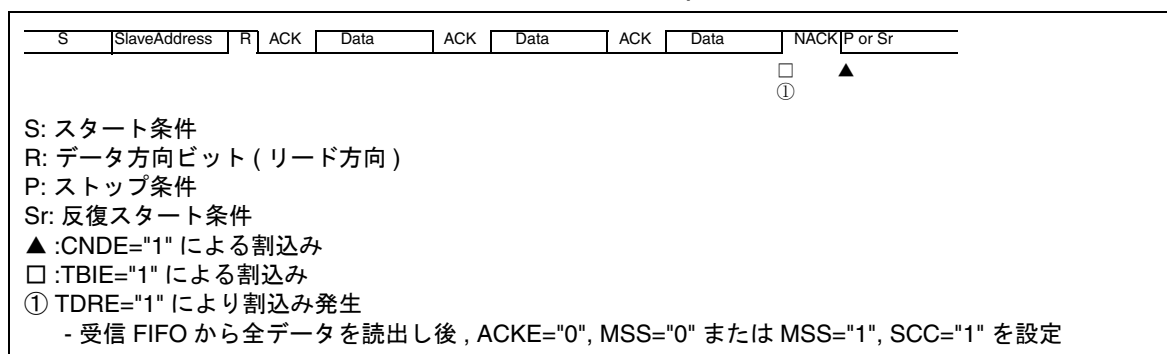 S SlaveAddress R ACK Data ACK Data ACK Data NACK P or Sr
□ ▲
①
S: スタート条件
R: データ方向ビット ( リード方向 )
P: ストップ条件
Sr: 反復スタート条件
▲ :CNDE="1" による割込み
□ :TBIE="1" による割込み
① TDRE="1" により割込み発生
- 受信 FIFO から全データを読出し後 , ACKE="0", MSS="0" または MSS="1", SCC="1" を設定